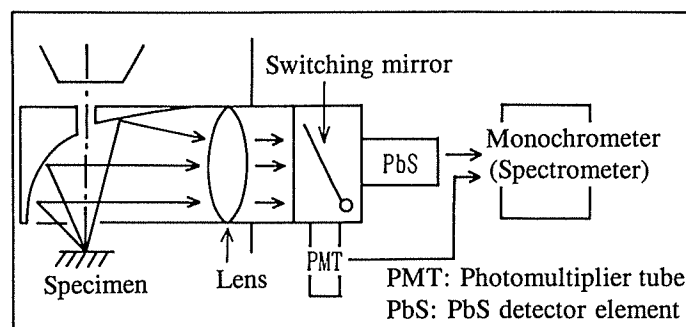 Switching mirror
Monochrometer
(Spectrometer)
PbS
PMT
Specimen
Lens
PMT: Photomultiplier tube
PbS: PbS detector element